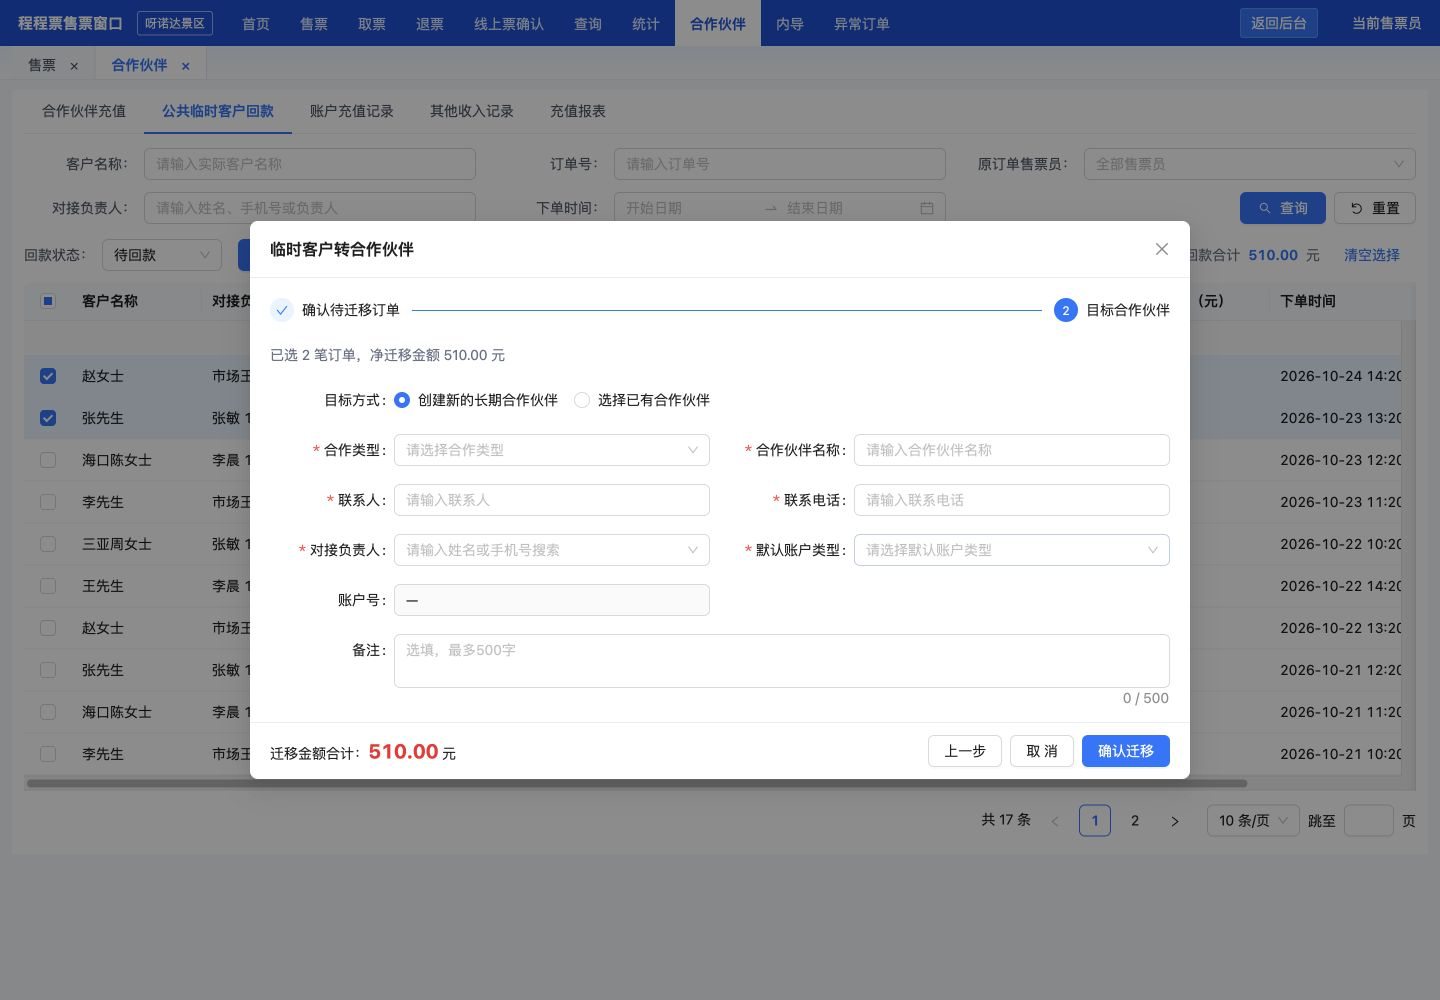 程程票售票窗口 呀诺达景区 首页 售票 取票 退票 线上票确认 查询 统计 合作伙伴 内导 异常订单 返回后台 当前售票员
售票 × 合作伙伴 ×
合作伙伴充值 公共临时客户回款 账户充值记录 其他收入记录 充值报表
客户名称： 请输入实际客户名称 订单号： 请输入订单号 原订单售票员： 全部售票员
对接负责人： 请输入姓名、手机号或负责人 下单时间： 开始日期 → 结束日期 查询 重置
回款状态： 待回款 回款合计 510.00 元 清空选择
客户名称 对接负 （元） 下单时间
赵女士 市场王 2026-10-24 14:20
张先生 张敏 1 2026-10-23 13:20
海口陈女士 李晨 1 2026-10-23 12:20
李先生 市场王 2026-10-23 11:20
三亚周女士 张敏 1 2026-10-22 10:20
王先生 李晨 1 2026-10-22 14:20
赵女士 市场王 2026-10-22 13:20
张先生 张敏 1 2026-10-21 12:20
海口陈女士 李晨 1 2026-10-21 11:20
李先生 市场王 2026-10-21 10:20
共 17 条 < 1 2 > 10 条/页 跳至 页
临时客户转合作伙伴
确认待迁移订单 2 目标合作伙伴
已选 2 笔订单，净迁移金额 510.00 元
目标方式： 创建新的长期合作伙伴 选择已有合作伙伴
* 合作类型： 请选择合作类型 * 合作伙伴名称： 请输入合作伙伴名称
* 联系人： 请输入联系人 * 联系电话： 请输入联系电话
* 对接负责人： 请输入姓名或手机号搜索 * 默认账户类型： 请选择默认账户类型
账户号： —
备注： 选填，最多500字
0 / 500
迁移金额合计： 510.00 元 上一步 取 消 确认迁移